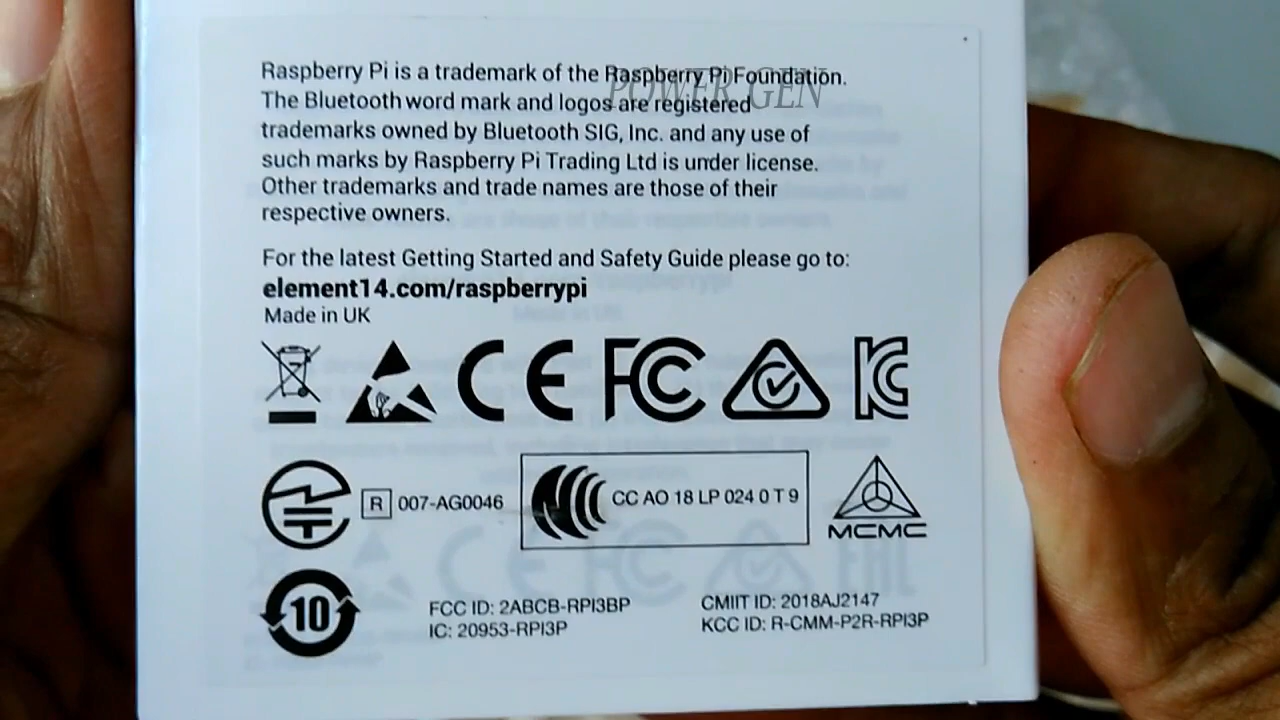 Raspberry Pi is a trademark of the Raspberry Pi Foundation.
POWER GEN
The Bluetooth word mark and logos are registered
trademarks owned by Bluetooth SIG, Inc. and any use of
such marks by Raspberry Pi Trading Ltd is under license.
Other trademarks and trade names are those of their
respective owners.
For the latest Getting Started and Safety Guide please go to:
element14.com/raspberrypi
Made in UK
CE FC KC
R 007-AG0046
CC AO 18 LP 024 0 T 9
MCMC
10
FCC ID: 2ABCB-RPI3BP
IC: 20953-RPI3P
CMIIT ID: 2018AJ2147
KCC ID: R-CMM-P2R-RPI3P